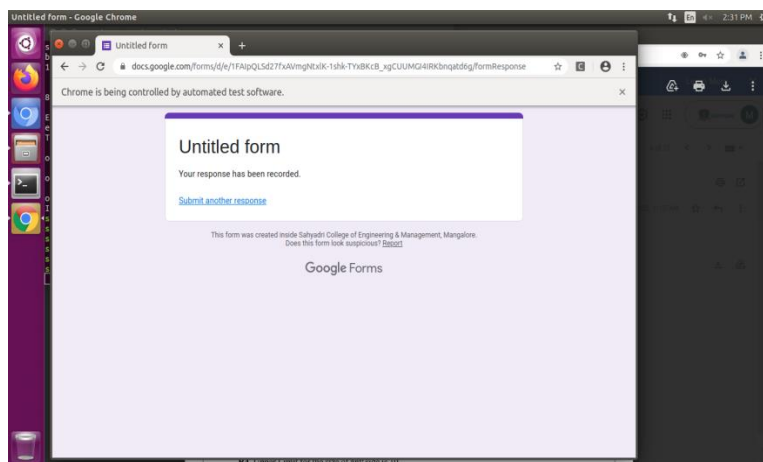 Untitled form - Google Chrome
En
2:31 PM
Untitled form
docs.google.com/forms/d/e/1FAIpQLSd27fxAVmgNtxlK-1shk-TYxBKcB_xgCUUMGI4IRKbnqatd6g/formResponse
Chrome is being controlled by automated test software.
Untitled form
Your response has been recorded.
Submit another response
This form was created inside Sahyadri College of Engineering & Management, Mangalore.
Does this form look suspicious? Report
Google Forms